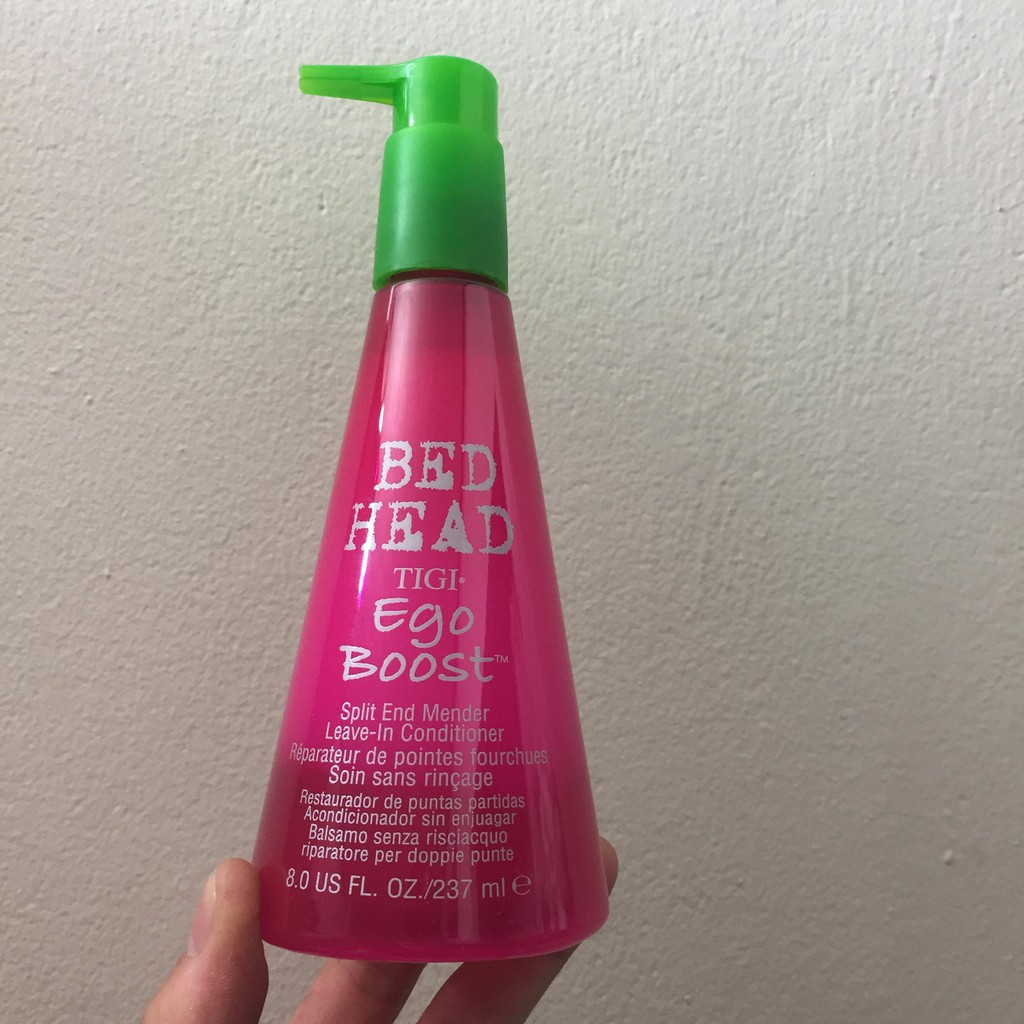 BED
HEAD
TIGI•
Ego
Boost™
Split End Mender
Leave-In Conditioner
Réparateur de pointes fourchues
Soin sans rinçage
Restaurador de puntas partidas
Acondicionador sin enjuagar
Balsamo senza risciacquo
riparatore per doppie punte
8.0 US FL. OZ./237 ml ℮